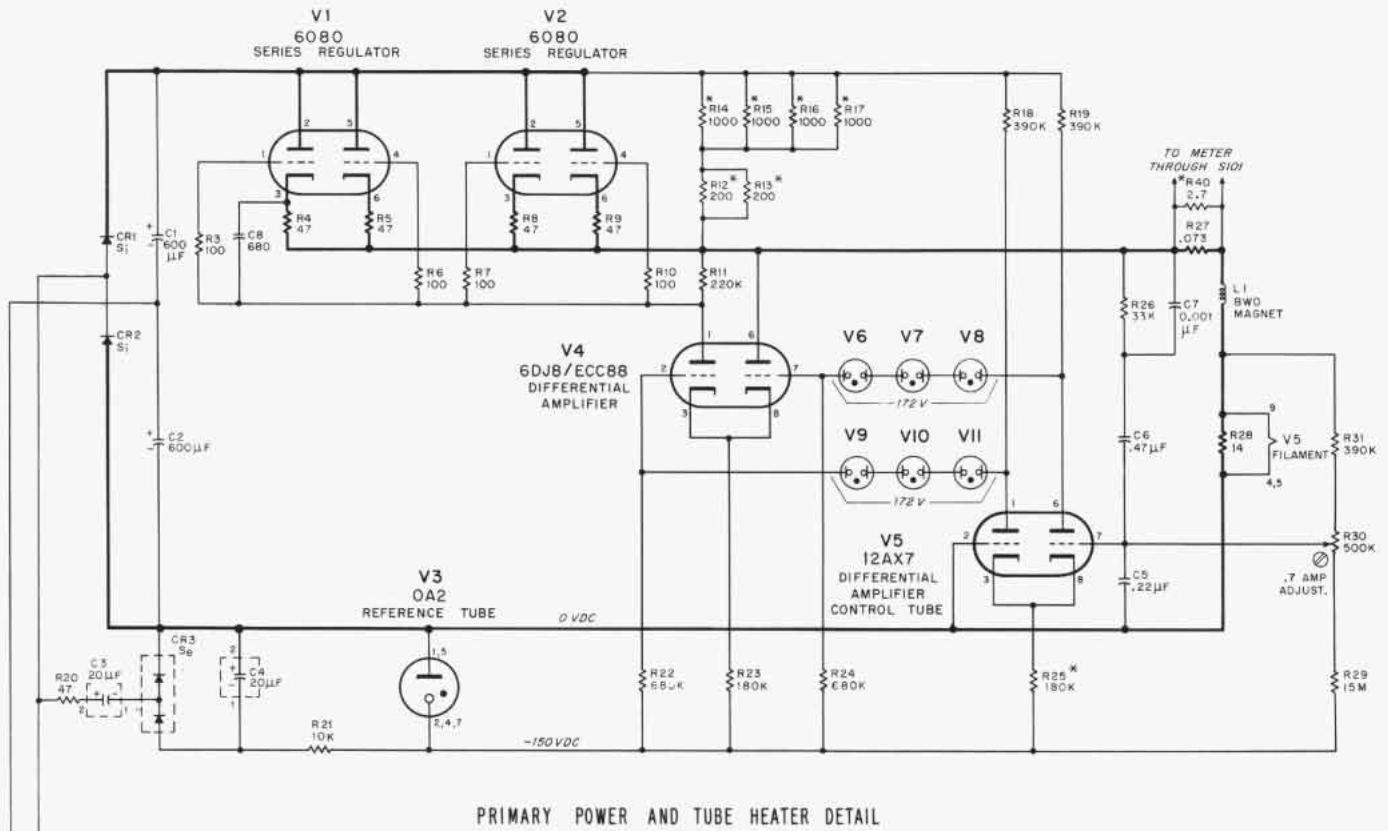 V1
6080
SERIES REGULATOR
V2
6080
SERIES REGULATOR
2
5
1
4
3
6
2
5
1
4
3
6
*
R14
1000
*
R15
1000
*
R16
1000
*
R17
1000
R18
390K
R19
390K
TO METER
THROUGH S101
*
R40
2.7
R27
.073
R12 *
200
R13 *
200
CR1
Si
+
-
C1
600
μF
R3
100
C8
680
R4
47
R5
47
R8
47
R9
47
R6
100
R7
100
R10
100
R11
220K
R26
33K
C7
0.001
μF
L1
BWO
MAGNET
CR2
Si
V4
6DJ8/ECC88
DIFFERENTIAL
AMPLIFIER
1
6
2
7
3
8
V6
V7
V8
172 V
V9
V10
V11
172 V
+
-
C2
600μF
C6
.47μF
R28
14
9
V5
FILAMENT
4,5
R31
390K
V5
12AX7
DIFFERENTIAL
AMPLIFIER
CONTROL TUBE
1
6
2
7
3
8
R30
500K
.7 AMP
ADJUST.
C5
.22μF
V3
0A2
REFERENCE TUBE
0 VDC
CR3
Se
C3
20μF
R20
47
+ -
2
1
2
+
-
C4
20μF
1
1,5
2,4,7
R21
10K
-150VDC
R22
680K
R23
180K
R24
680K
R25 *
180K
R29
15M
PRIMARY POWER AND TUBE HEATER DETAIL